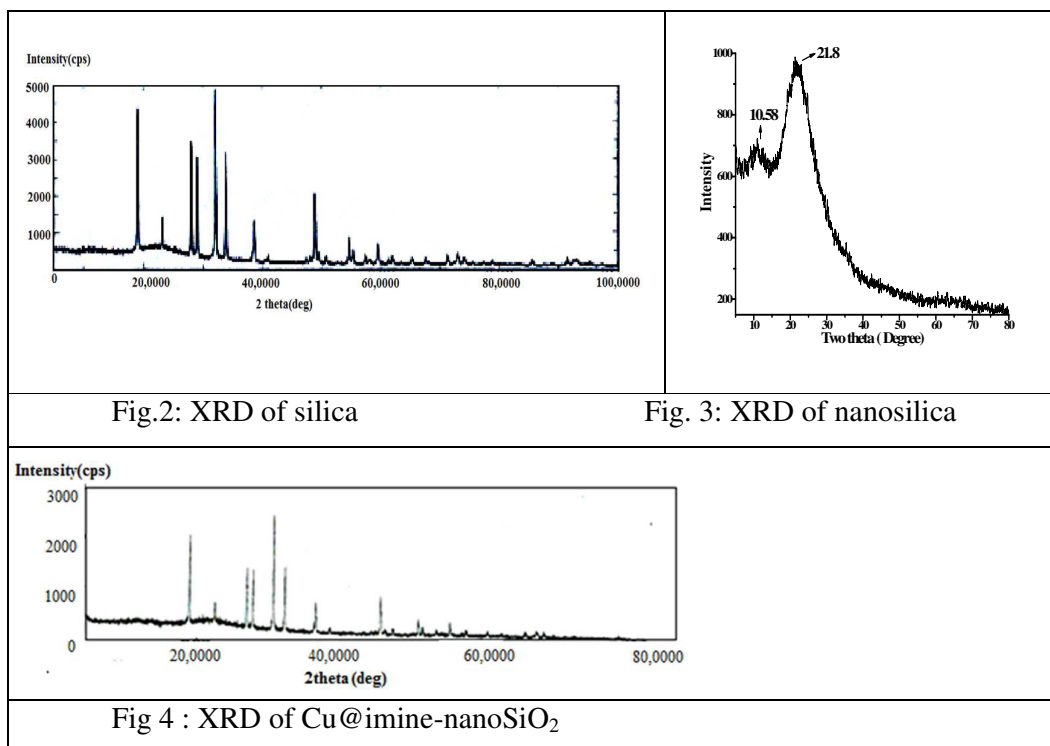 Intensity(cps)
5000
4000
3000
2000
1000
0 20,0000 40,0000 60,0000 80,0000 100,0000
2 theta(deg)
1000
800
600
400
200
Intensity
21.8
10.58
10 20 30 40 50 60 70 80
Two theta ( Degree)
Fig.2: XRD of silica Fig. 3: XRD of nanosilica
Intensity(cps)
3000
2000
1000
0
20,0000 40,0000 60,0000 80,0000
2theta (deg)
Fig 4 : XRD of Cu@imine-nanoSiO₂